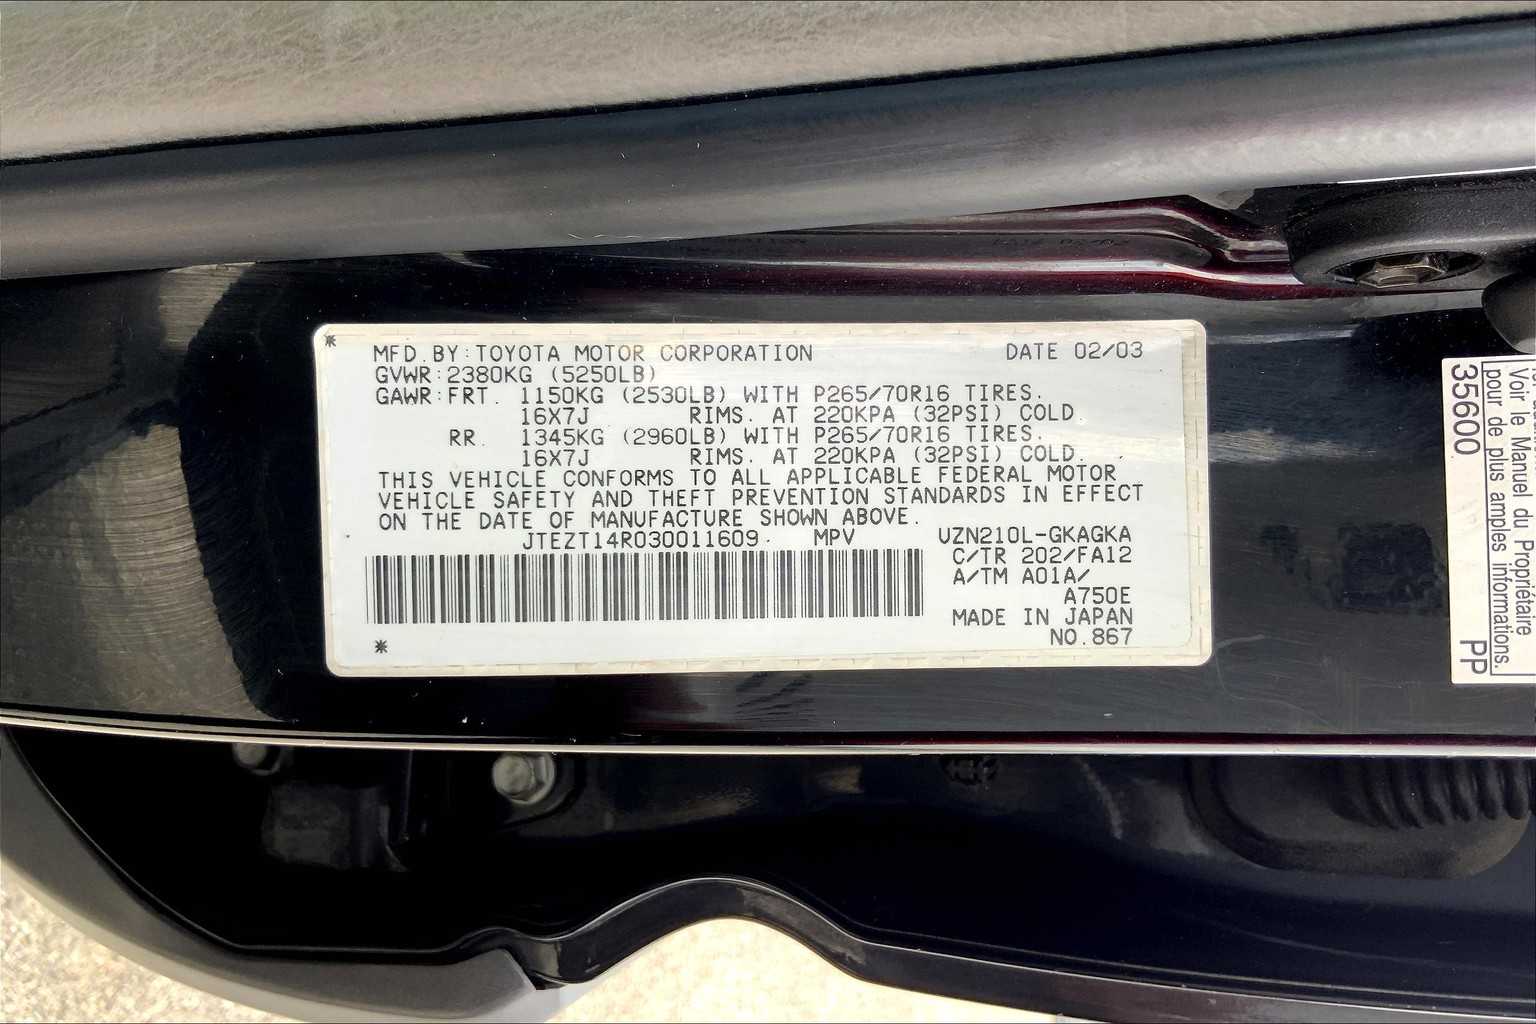 MFD.BY:TOYOTA MOTOR CORPORATION DATE 02/03
GVWR:2380KG (5250LB)
GAWR:FRT. 1150KG (2530LB) WITH P265/70R16 TIRES.
16X7J RIMS. AT 220KPA (32PSI) COLD.
RR. 1345KG (2960LB) WITH P265/70R16 TIRES.
16X7J RIMS. AT 220KPA (32PSI) COLD.
THIS VEHICLE CONFORMS TO ALL APPLICABLE FEDERAL MOTOR
VEHICLE SAFETY AND THEFT PREVENTION STANDARDS IN EFFECT
ON THE DATE OF MANUFACTURE SHOWN ABOVE.
JTEZT14R030011609 MPV UZN210L-GKAGKA
C/TR 202/FA12
A/TM A01A/
A750E
MADE IN JAPAN
NO.867
Voir le Manuel du Propriétaire
pour de plus amples informations.
35600 PP